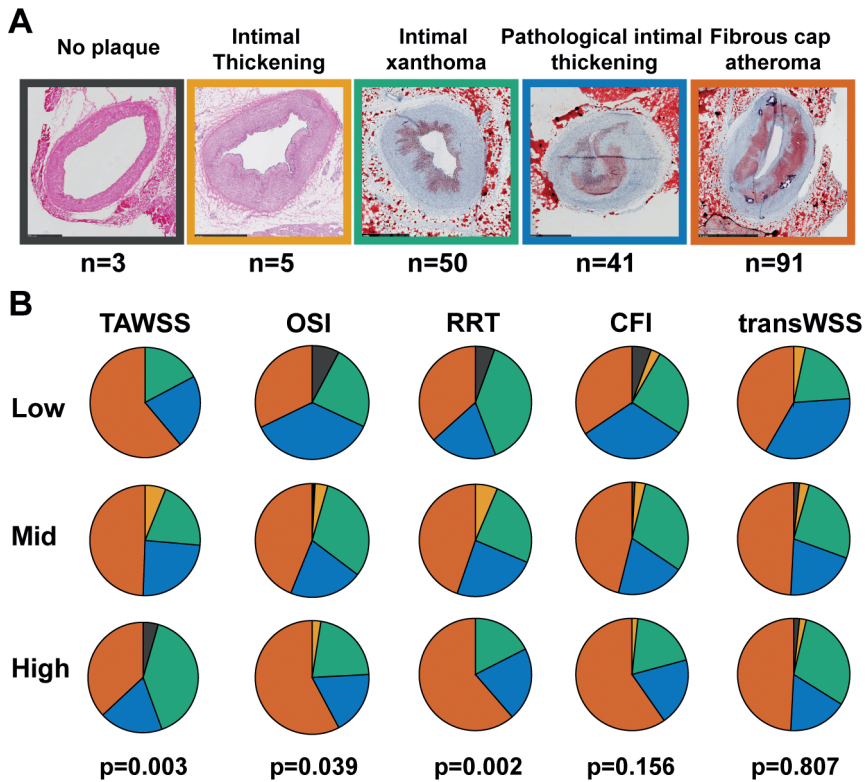 A
No plaque
Intimal
Thickening
Intimal
xanthoma
Pathological intimal
thickening
Fibrous cap
atheroma
n=3
n=5
n=50
n=41
n=91
B
TAWSS
OSI
RRT
CFI
transWSS
Low
Mid
High
p=0.003
p=0.039
p=0.002
p=0.156
p=0.807